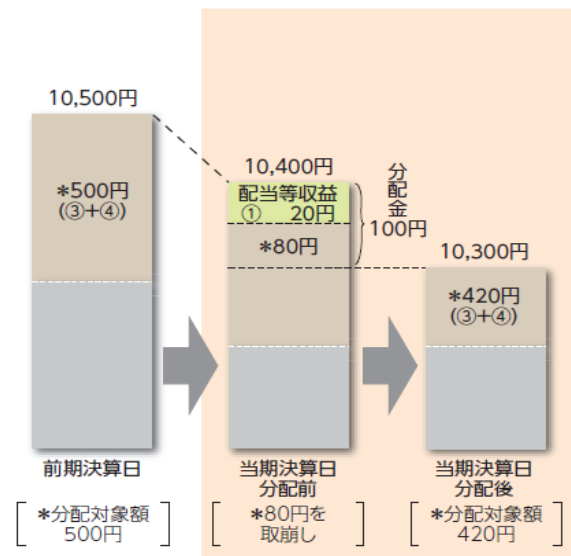 10,500円
*500円
(③+④)
前期決算日
*分配対象額
500円
10,400円
配当等収益
① 20円
*80円
分配金
100円
当期決算日
分配前
*80円を
取崩し
10,300円
*420円
(③+④)
当期決算日
分配後
*分配対象額
420円